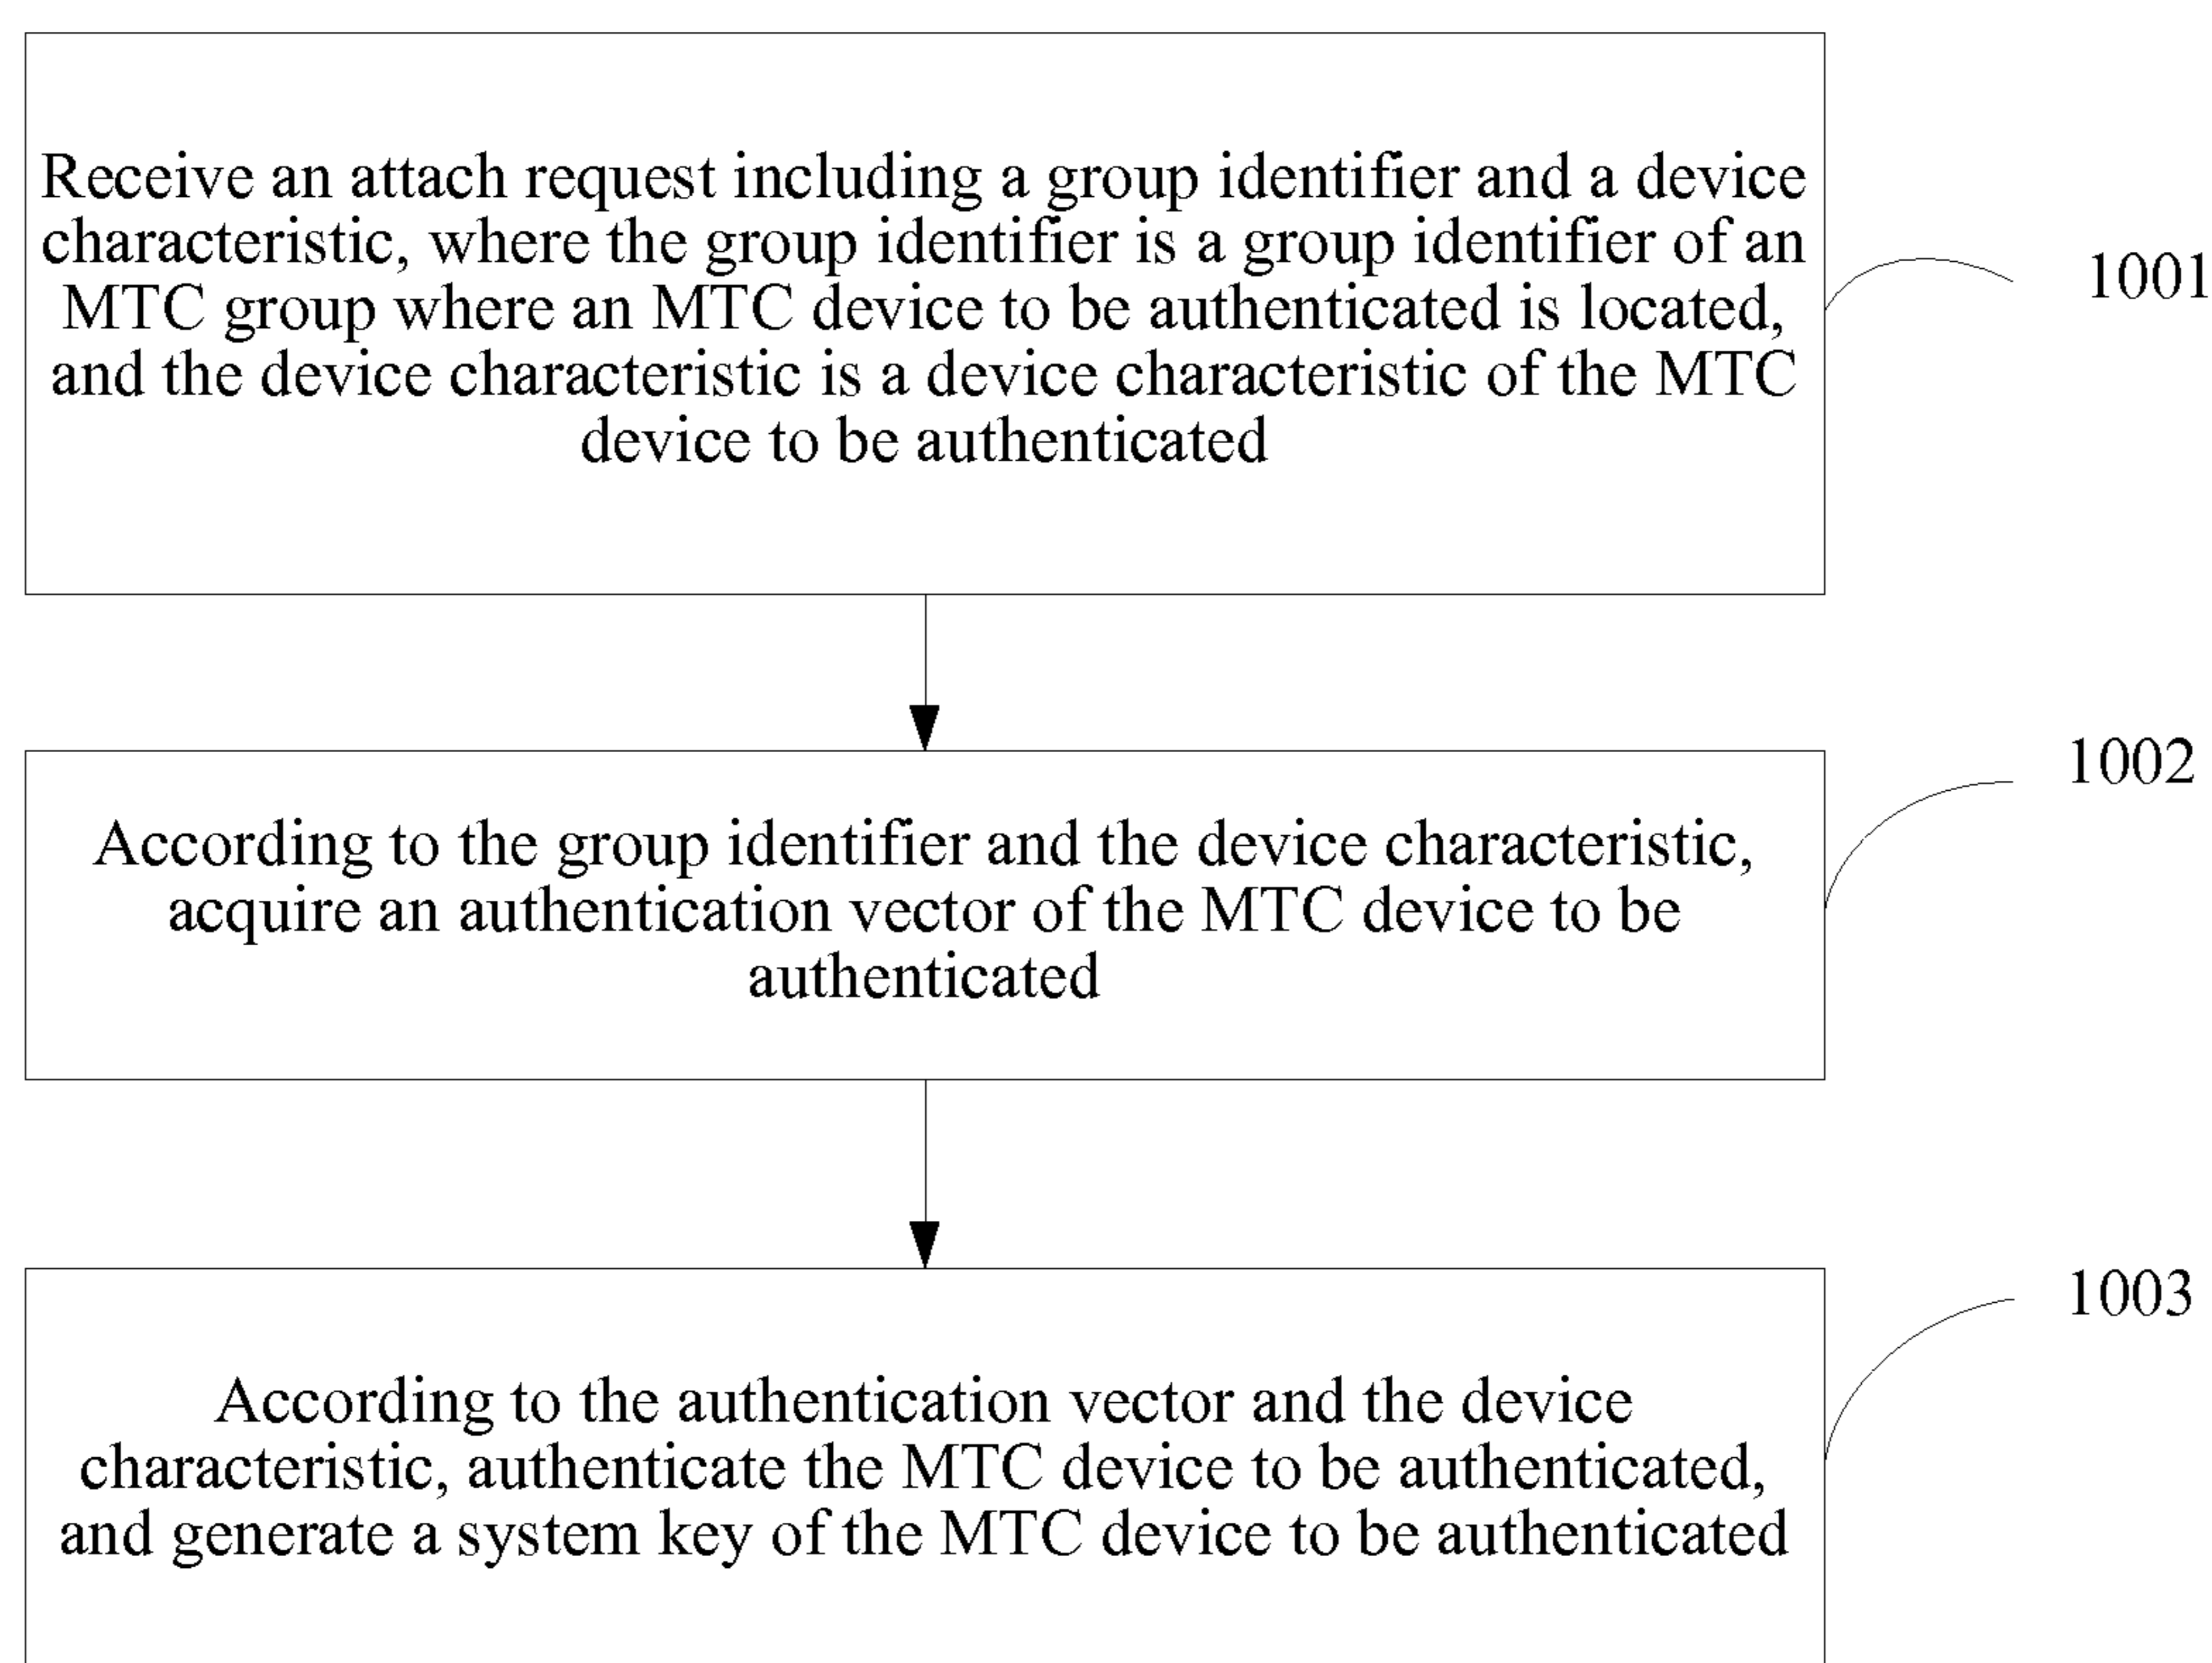 Receive an attach request including a group identifier and a device
characteristic, where the group identifier is a group identifier of an
MTC group where an MTC device to be authenticated is located,
and the device characteristic is a device characteristic of the MTC
device to be authenticated
1001
According to the group identifier and the device characteristic,
acquire an authentication vector of the MTC device to be
authenticated
1002
According to the authentication vector and the device
characteristic, authenticate the MTC device to be authenticated,
and generate a system key of the MTC device to be authenticated
1003